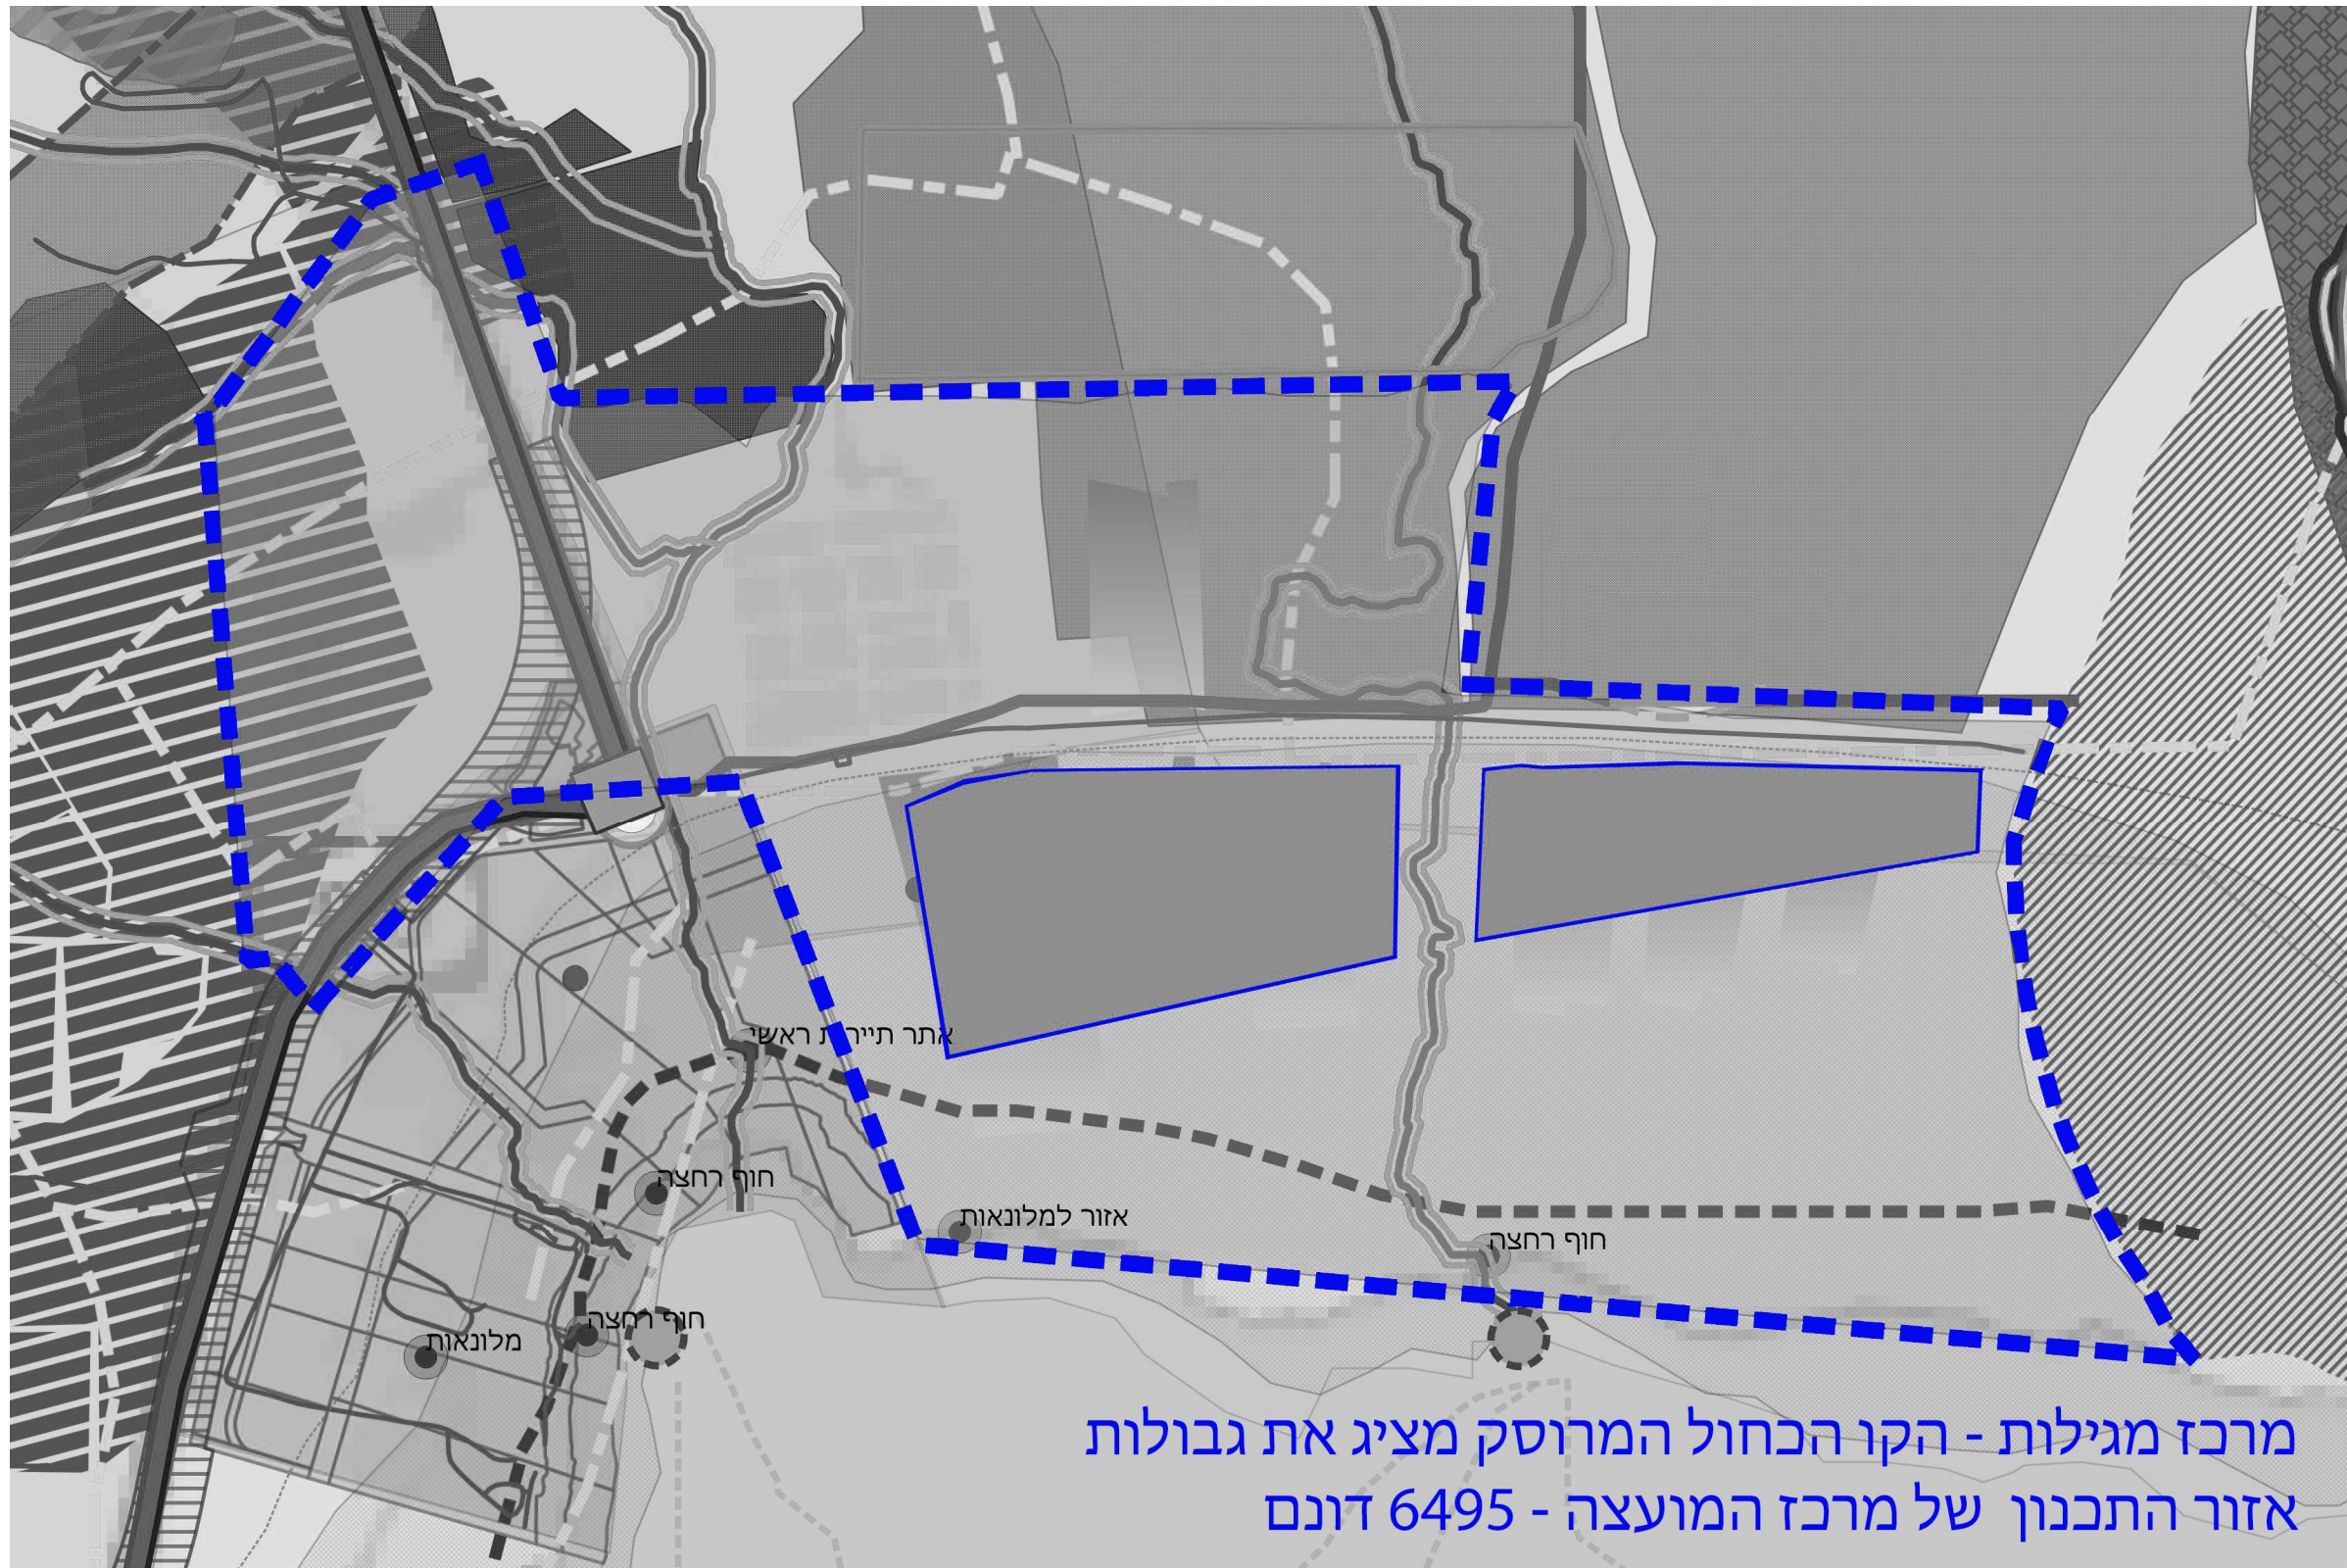 אתר תיירות ראשי
חוף רחצה
אזור למלונאות
חוף רחצה
חוף רחצה
מלונאות
מרכז מגילות - הקו הכחול המרוסק מציג את גבולות
אזור התכנון של מרכז המועצה - 6495 דונם